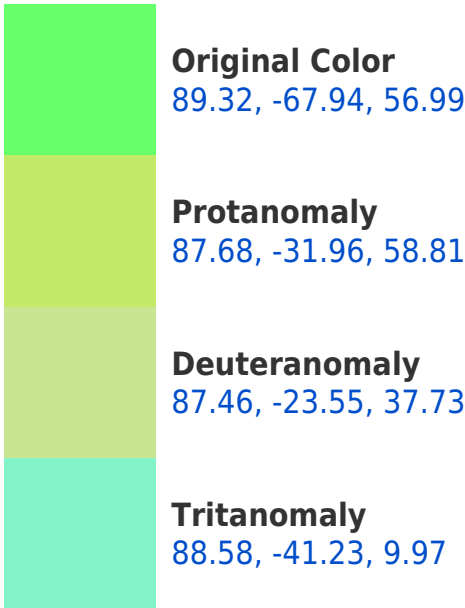 Original Color
89.32, -67.94, 56.99
Protanomaly
87.68, -31.96, 58.81
Deuteranomaly
87.46, -23.55, 37.73
Tritanomaly
88.58, -41.23, 9.97